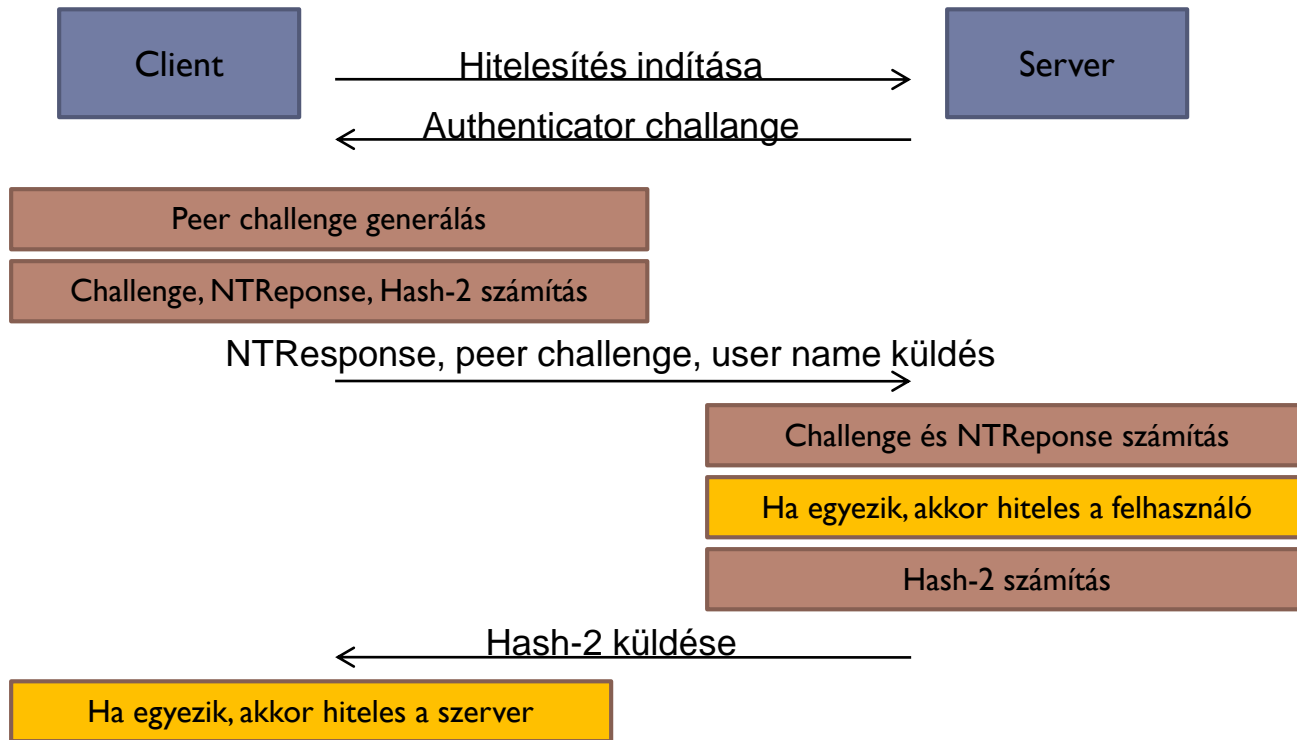 Client
Hitelesítés indítása
Server
Authenticator challange
Peer challenge generálás
Challenge, NTReponse, Hash-2 számítás
NTResponse, peer challenge, user name küldés
Challenge és NTReponse számítás
Ha egyezik, akkor hiteles a felhasználó
Hash-2 számítás
Hash-2 küldése
Ha egyezik, akkor hiteles a szerver